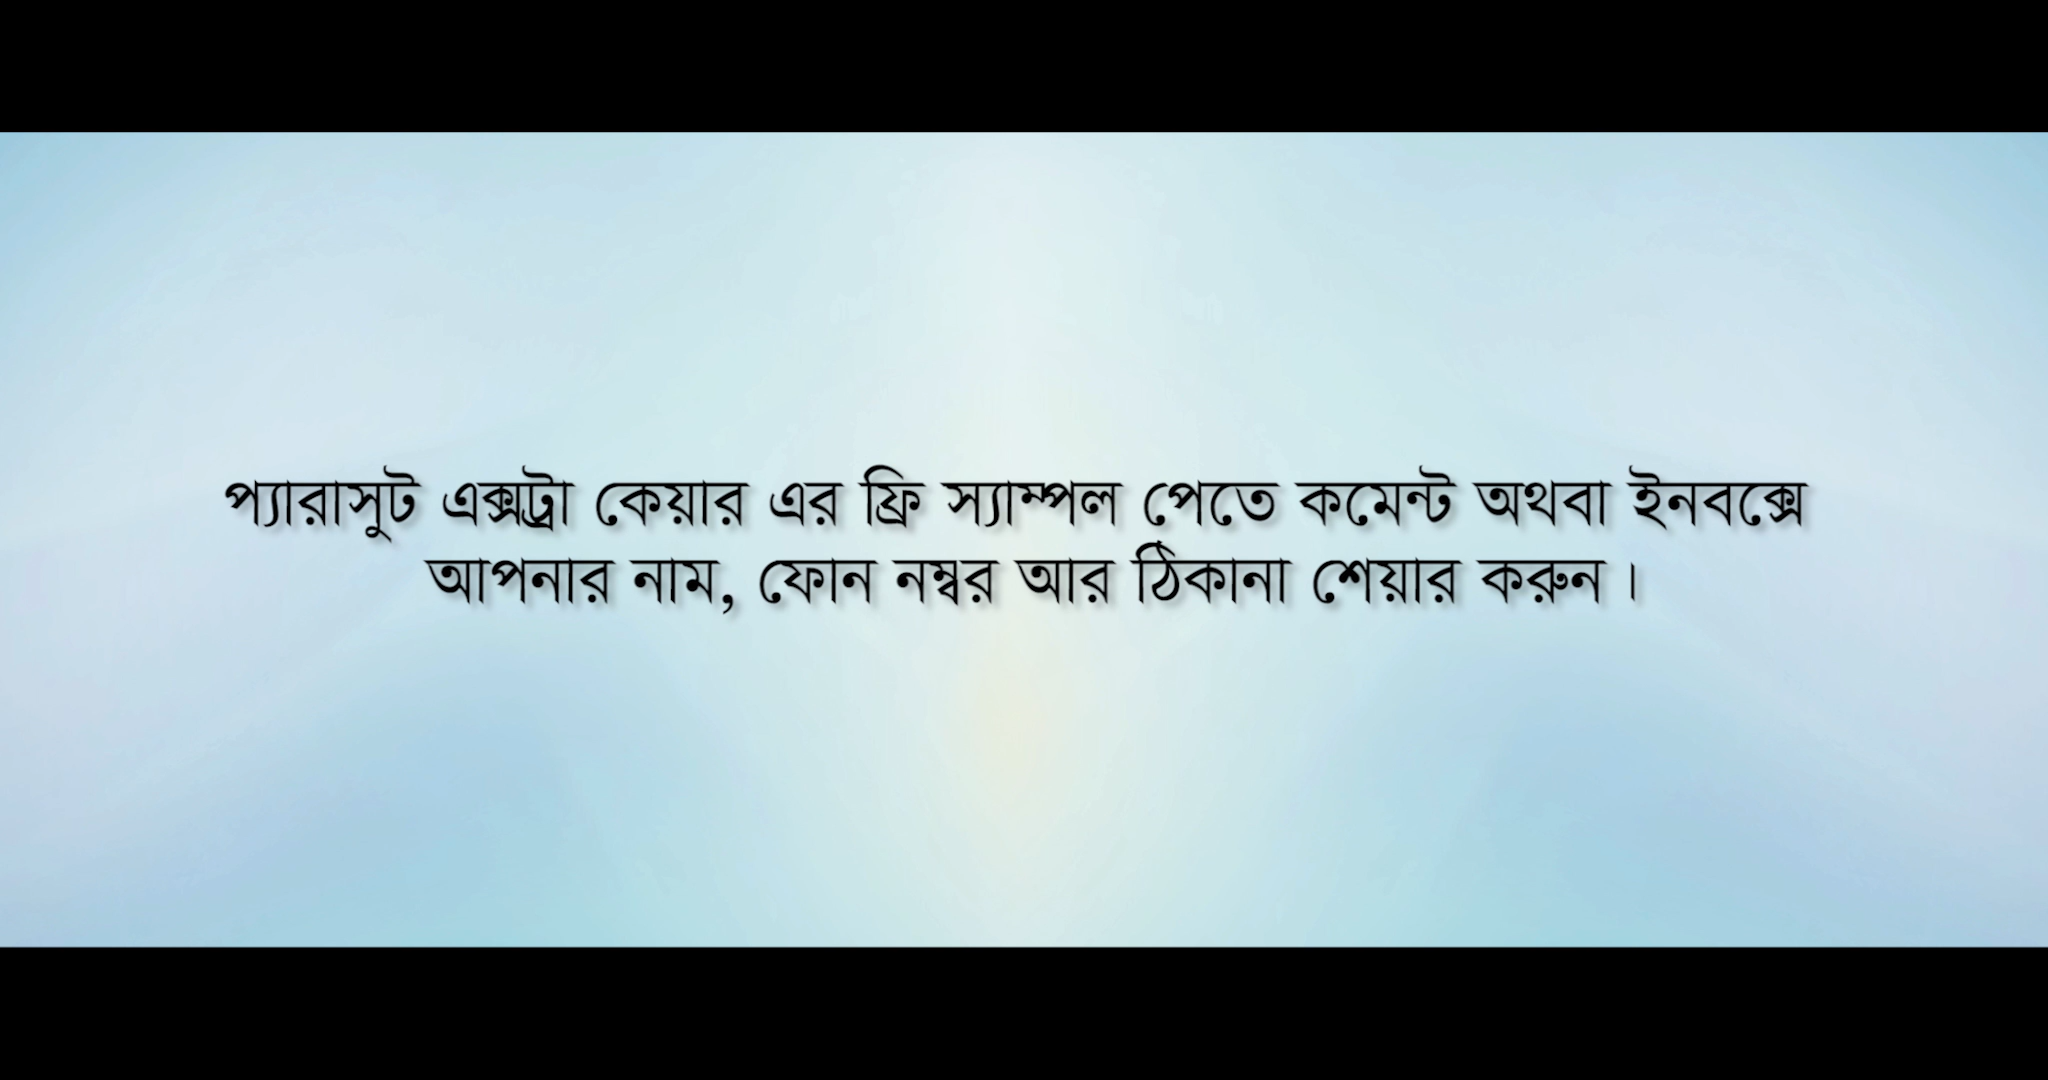 প্যারাসুট এক্সট্রা কেয়ার এর ফ্রি স্যাম্পল পেতে কমেন্ট অথবা ইনবক্সে
আপনার নাম, ফোন নম্বর আর ঠিকানা শেয়ার করুন।